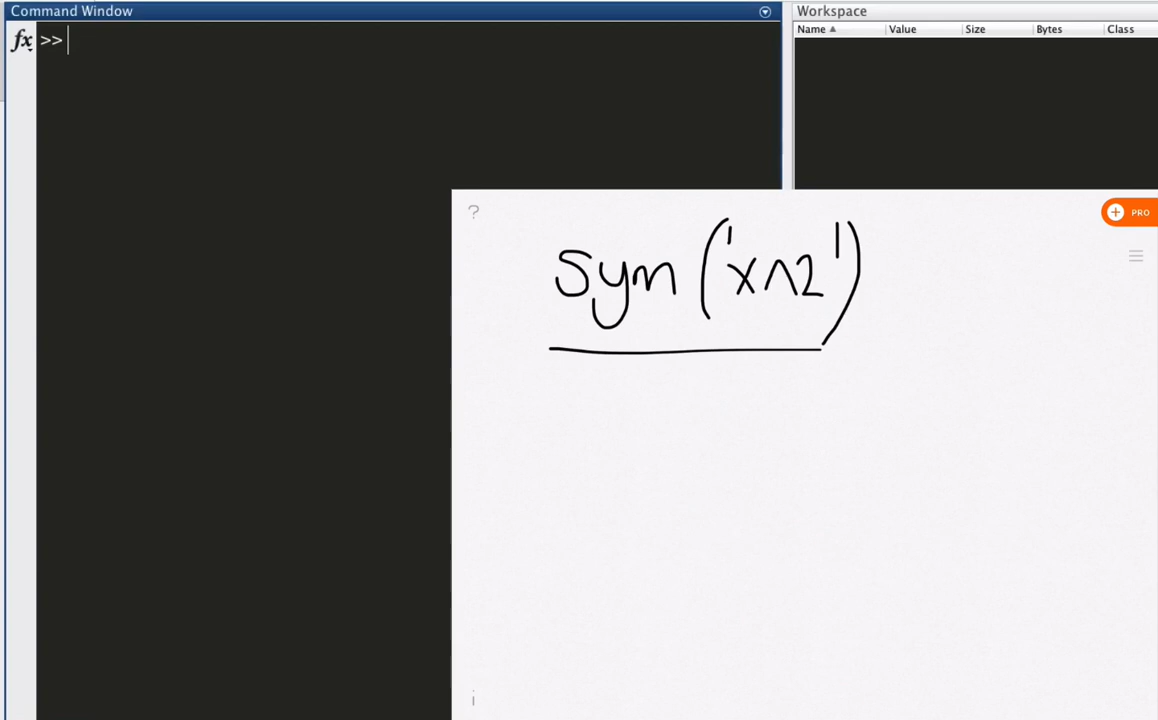 Command Window
Workspace
fx >>
Name Value Size Bytes Class
? PRO
Sym('x^2')
i